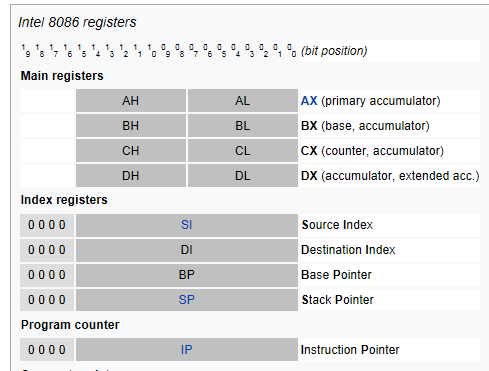 Intel 8086 registers
19 18 17 16 15 14 13 12 11 10 09 08 07 06 05 04 03 02 01 00 (bit position)
Main registers
AH AL AX (primary accumulator)
BH BL BX (base, accumulator)
CH CL CX (counter, accumulator)
DH DL DX (accumulator, extended acc.)
Index registers
0 0 0 0 SI Source Index
0 0 0 0 DI Destination Index
0 0 0 0 BP Base Pointer
0 0 0 0 SP Stack Pointer
Program counter
0 0 0 0 IP Instruction Pointer